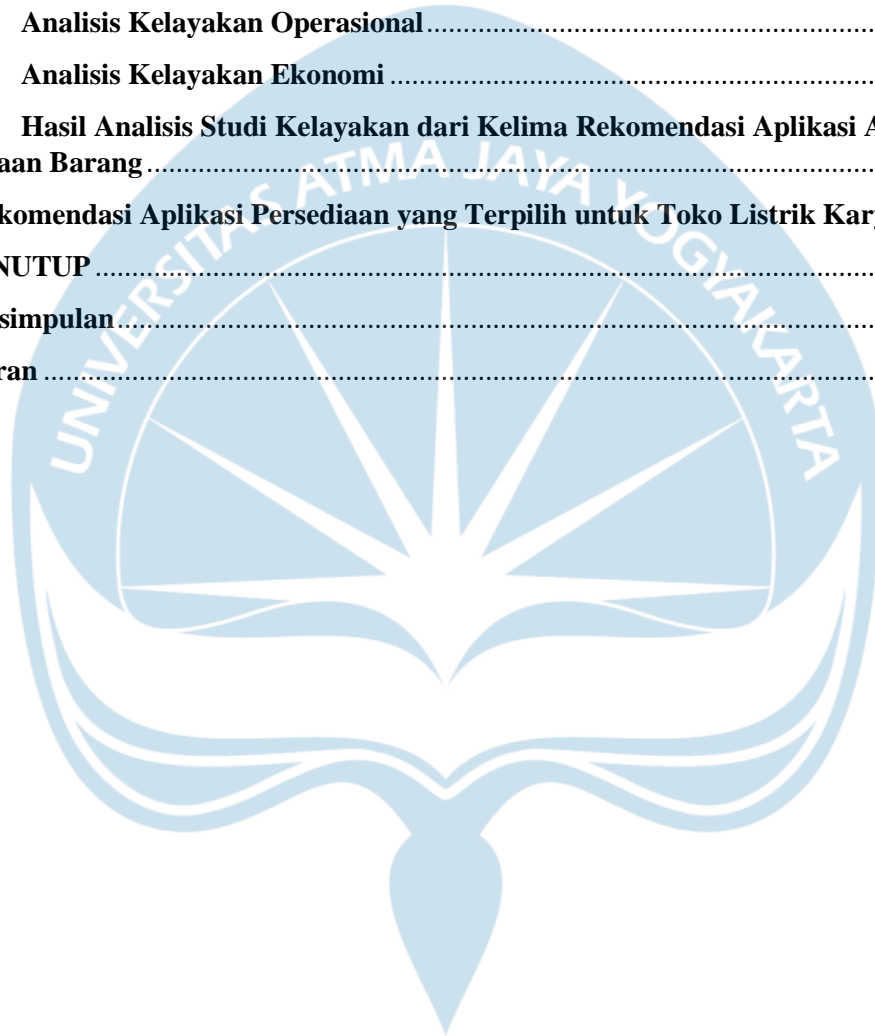 Analisis Kelayakan Operasional........................................................................
Analisis Kelayakan Ekonomi..............................................................................
Hasil Analisis Studi Kelayakan dari Kelima Rekomendasi Aplikasi A
aan Barang...........................................................................................................
komendasi Aplikasi Persediaan yang Terpilih untuk Toko Listrik Kar
NUTUP....................................................................................................................
simpulan.................................................................................................................
ran............................................................................................................................
UNIVERSITAS ATMA JAYA YOGYAKARTA